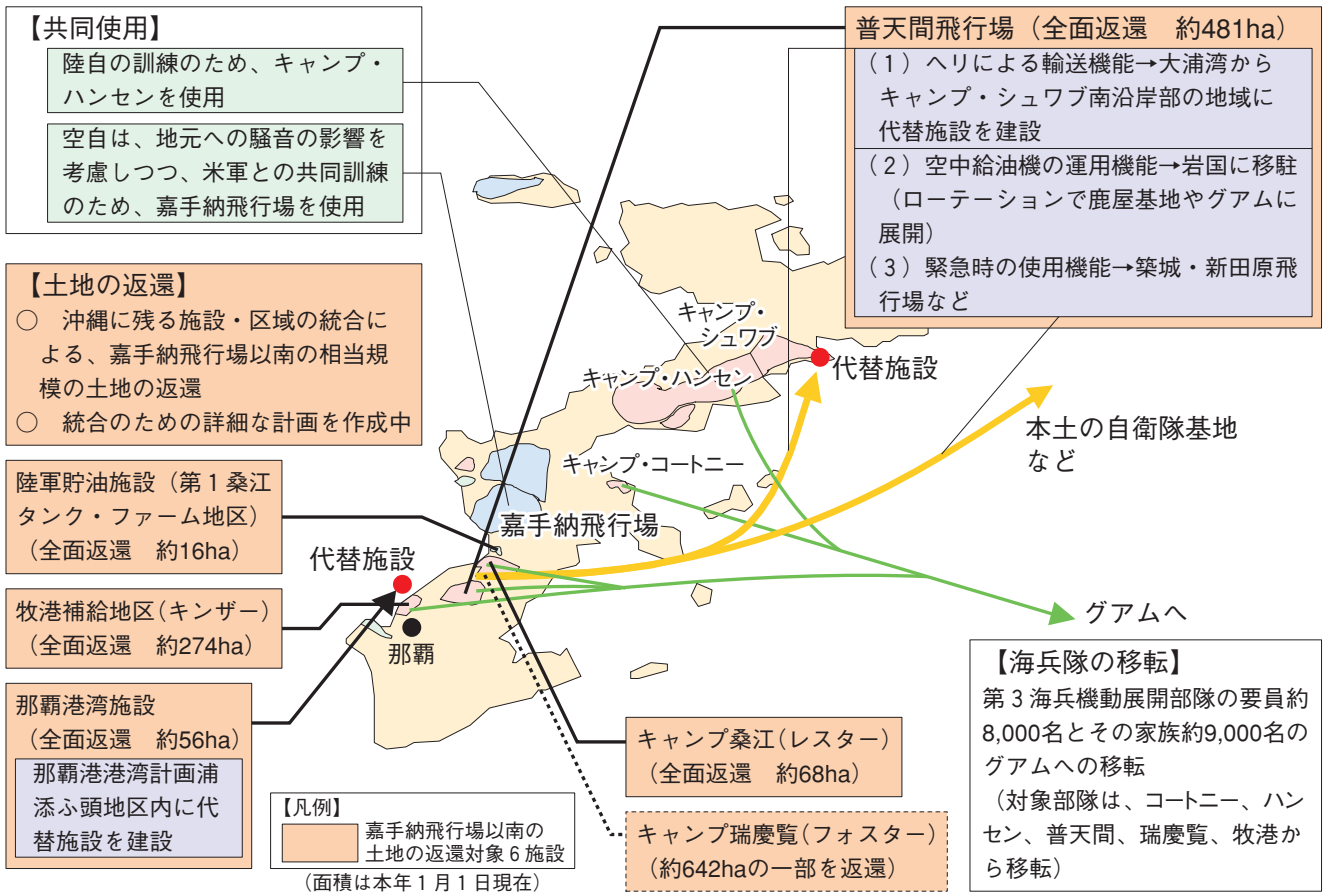 【共同使用】
陸自の訓練のため、キャンプ・
ハンセンを使用
空自は、地元への騒音の影響を
考慮しつつ、米軍との共同訓練
のため、嘉手納飛行場を使用
普天間飛行場（全面返還　約481ha）
（１）ヘリによる輸送機能→大浦湾から
キャンプ・シュワブ南沿岸部の地域に
代替施設を建設
（２）空中給油機の運用機能→岩国に移駐
（ローテーションで鹿屋基地やグアムに
展開）
（３）緊急時の使用機能→築城・新田原飛
行場など
【土地の返還】
○　沖縄に残る施設・区域の統合に
よる、嘉手納飛行場以南の相当規
模の土地の返還
○　統合のための詳細な計画を作成中
キャンプ・
シュワブ
キャンプ・ハンセン
代替施設
本土の自衛隊基地
など
キャンプ・コートニー
嘉手納飛行場
陸軍貯油施設（第１桑江
タンク・ファーム地区）
（全面返還　約16ha）
代替施設
牧港補給地区（キンザー）
（全面返還　約274ha）
那覇
グアムへ
那覇港湾施設
（全面返還　約56ha）
那覇港港湾計画浦
添ふ頭地区内に代
替施設を建設
【凡例】
嘉手納飛行場以南の
土地の返還対象６施設
（面積は本年１月１日現在）
キャンプ桑江（レスター）
（全面返還　約68ha）
キャンプ瑞慶覧（フォスター）
（約642haの一部を返還）
【海兵隊の移転】
第３海兵機動展開部隊の要員約
8,000名とその家族約9,000名の
グアムへの移転
（対象部隊は、コートニー、ハン
セン、普天間、瑞慶覧、牧港か
ら移転）